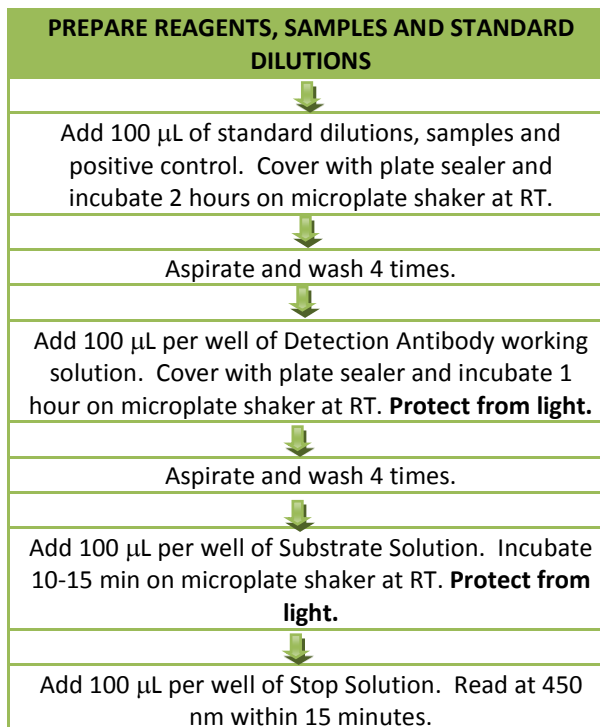 PREPARE REAGENTS, SAMPLES AND STANDARD
DILUTIONS
Add 100 µL of standard dilutions, samples and
positive control.  Cover with plate sealer and
incubate 2 hours on microplate shaker at RT.
Aspirate and wash 4 times.
Add 100 µL per well of Detection Antibody working
solution.  Cover with plate sealer and incubate 1
hour on microplate shaker at RT. Protect from light.
Aspirate and wash 4 times.
Add 100 µL per well of Substrate Solution.  Incubate
10-15 min on microplate shaker at RT. Protect from
light.
Add 100 µL per well of Stop Solution.  Read at 450
nm within 15 minutes.